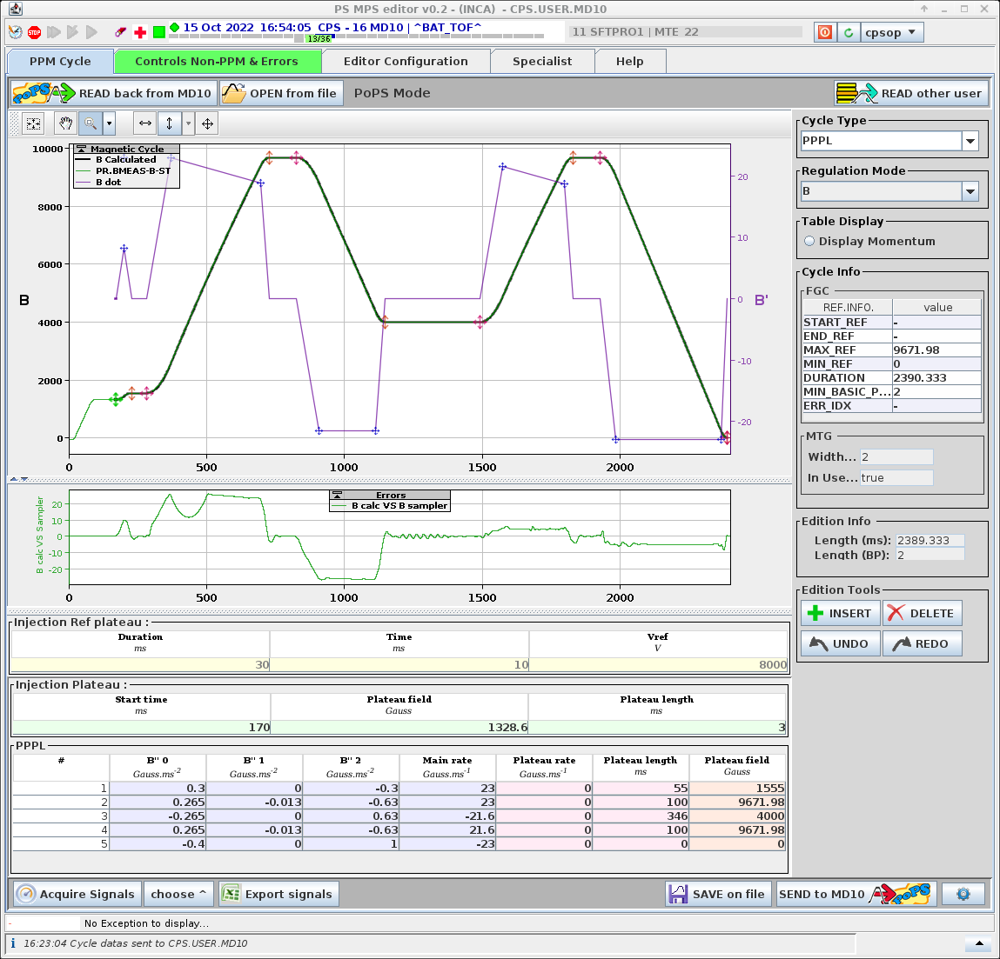 PS MPS editor v0.2 - (INCA)  - CPS.USER.MD10
15 Oct 2022  16:54:05  CPS - 16 MD10 | ^BAT_TOF^
13/36
11 SFTPRO1 | MTE_22
cpsop
PPM Cycle
Controls Non-PPM & Errors
Editor Configuration
Specialist
Help
READ back from MD10
OPEN from file
PoPS Mode
READ other user
Magnetic Cycle
B Calculated
PR.BMEAS-B-ST
B dot
10000
8000
6000
4000
2000
0
B
20
10
0
-10
-20
B'
0
500
1000
1500
2000
Errors
B calc VS B sampler
B calc VS Sampler
20
10
0
-10
-20
0
500
1000
1500
2000
Cycle Type
PPPL
Regulation Mode
B
Table Display
Display Momentum
Cycle Info
FGC
REF.INFO. value
START_REF -
END_REF -
MAX_REF 9671.98
MIN_REF 0
DURATION 2390.333
MIN_BASIC_P... 2
ERR_IDX -
MTG
Width... 2
In Use... true
Edition Info
Length (ms): 2389.333
Length (BP): 2
Edition Tools
INSERT
DELETE
UNDO
REDO
Injection Ref plateau :
Duration Time Vref
ms ms V
30 10 8000
Injection Plateau :
Start time Plateau field Plateau length
ms Gauss ms
170 1328.6 3
PPPL
# B'' 0 B'' 1 B'' 2 Main rate Plateau rate Plateau length Plateau field
Gauss.ms-2 Gauss.ms-2 Gauss.ms-2 Gauss.ms-1 Gauss.ms-1 ms Gauss
1 0.3 0 -0.3 23 0 55 1555
2 0.265 -0.013 -0.63 23 0 100 9671.98
3 -0.265 0 0.63 -21.6 0 346 4000
4 0.265 -0.013 -0.63 21.6 0 100 9671.98
5 -0.4 0 1 -23 0 0 0
Acquire Signals
choose ^
Export signals
SAVE on file
SEND to MD10
- No Exception to display...
16:23:04 Cycle datas sent to CPS.USER.MD10